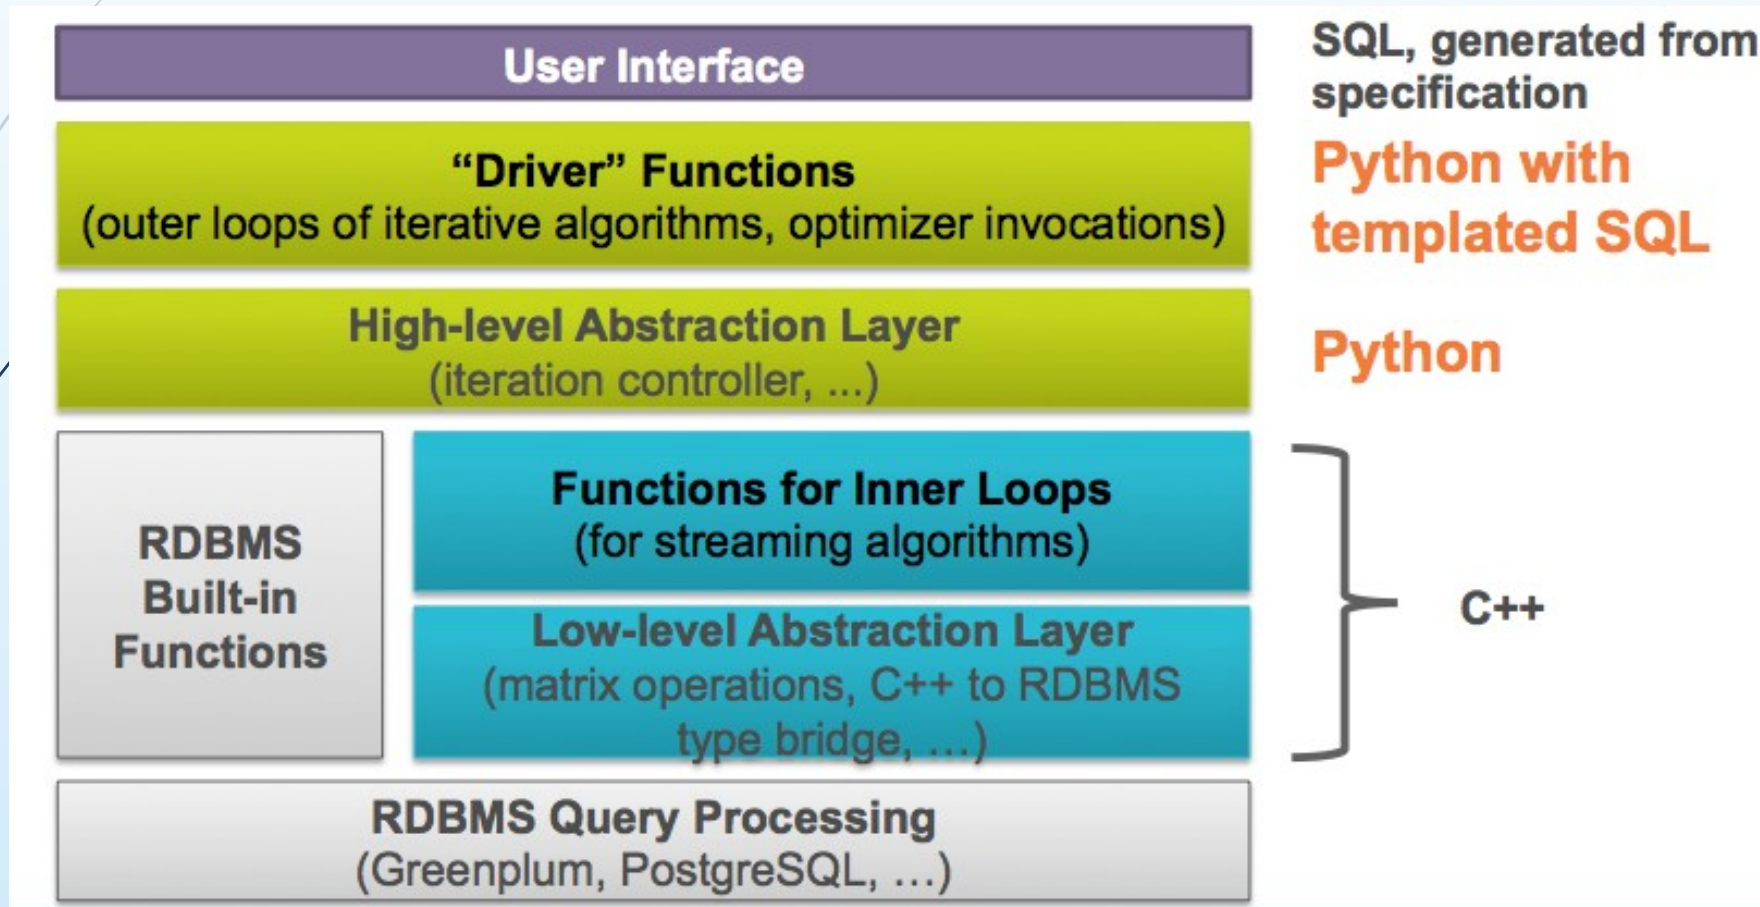 User Interface
SQL, generated from
specification
“Driver” Functions
(outer loops of iterative algorithms, optimizer invocations)
Python with
templated SQL
High-level Abstraction Layer
(iteration controller, ...)
Python
RDBMS
Built-in
Functions
Functions for Inner Loops
(for streaming algorithms)
Low-level Abstraction Layer
(matrix operations, C++ to RDBMS
type bridge, …)
C++
RDBMS Query Processing
(Greenplum, PostgreSQL, …)